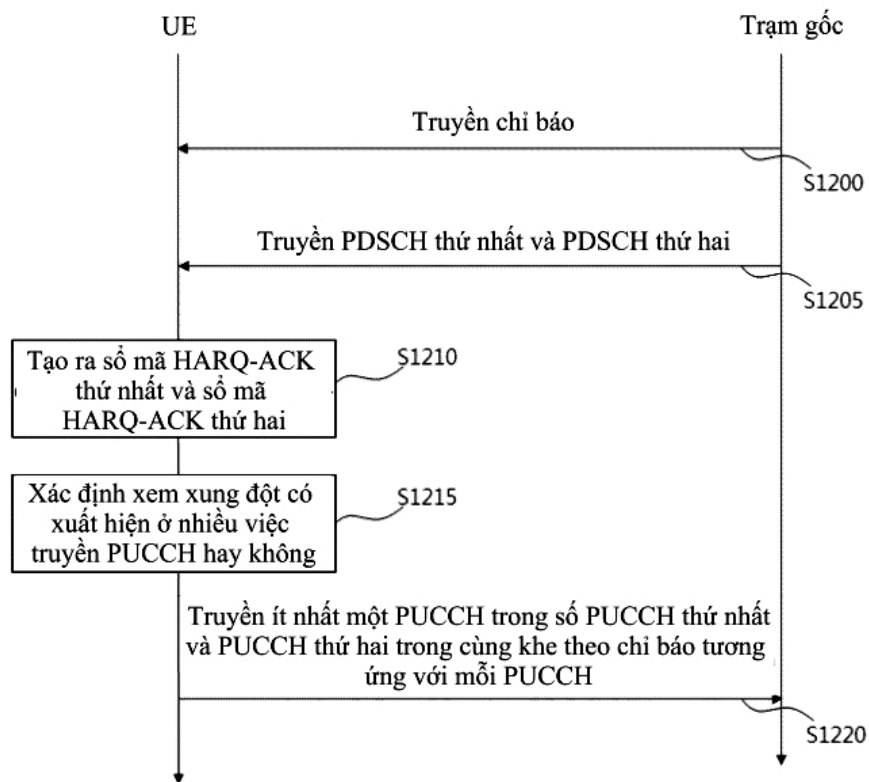 UE
Trạm gốc
Truyền chỉ báo
S1200
Truyền PDSCH thứ nhất và PDSCH thứ hai
S1205
Tạo ra sổ mã HARQ-ACK
thứ nhất và sổ mã
HARQ-ACK thứ hai
S1210
Xác định xem xung đột có
xuất hiện ở nhiều việc
truyền PUCCH hay không
S1215
Truyền ít nhất một PUCCH trong số PUCCH thứ nhất
và PUCCH thứ hai trong cùng khe theo chỉ báo tương
ứng với mỗi PUCCH
S1220